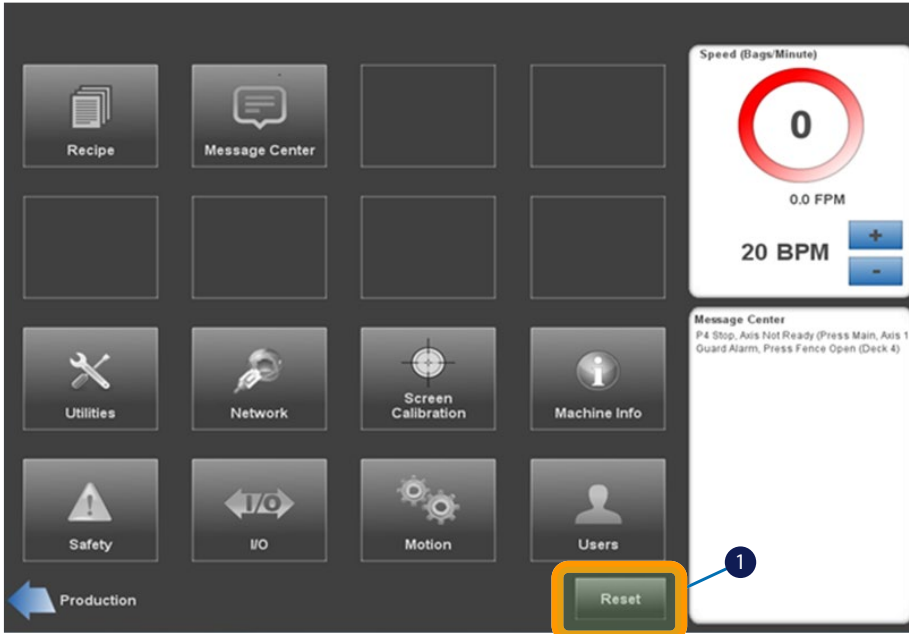 Recipe
Message Center
Speed (Bags/Minute)
0
0.0 FPM
20 BPM
+
-
Message Center
P4 Stop, Axis Not Ready (Press Main, Axis 1
Guard Alarm, Press Fence Open (Deck 4)
Utilities
Network
Screen
Calibration
Machine Info
Safety
I/O
I/O
Motion
Users
1
Production
Reset